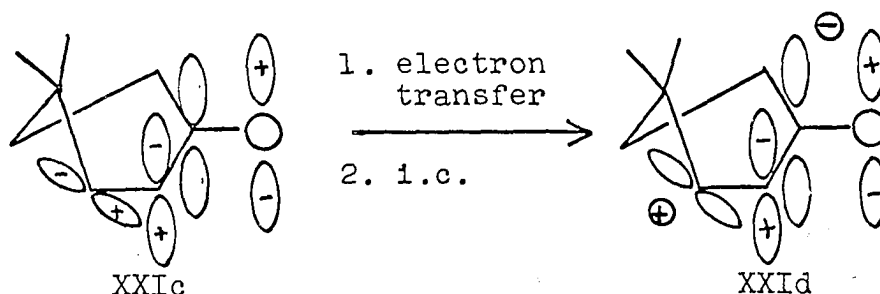 1. electron
transfer
2. i.c.
XXIc
XXId